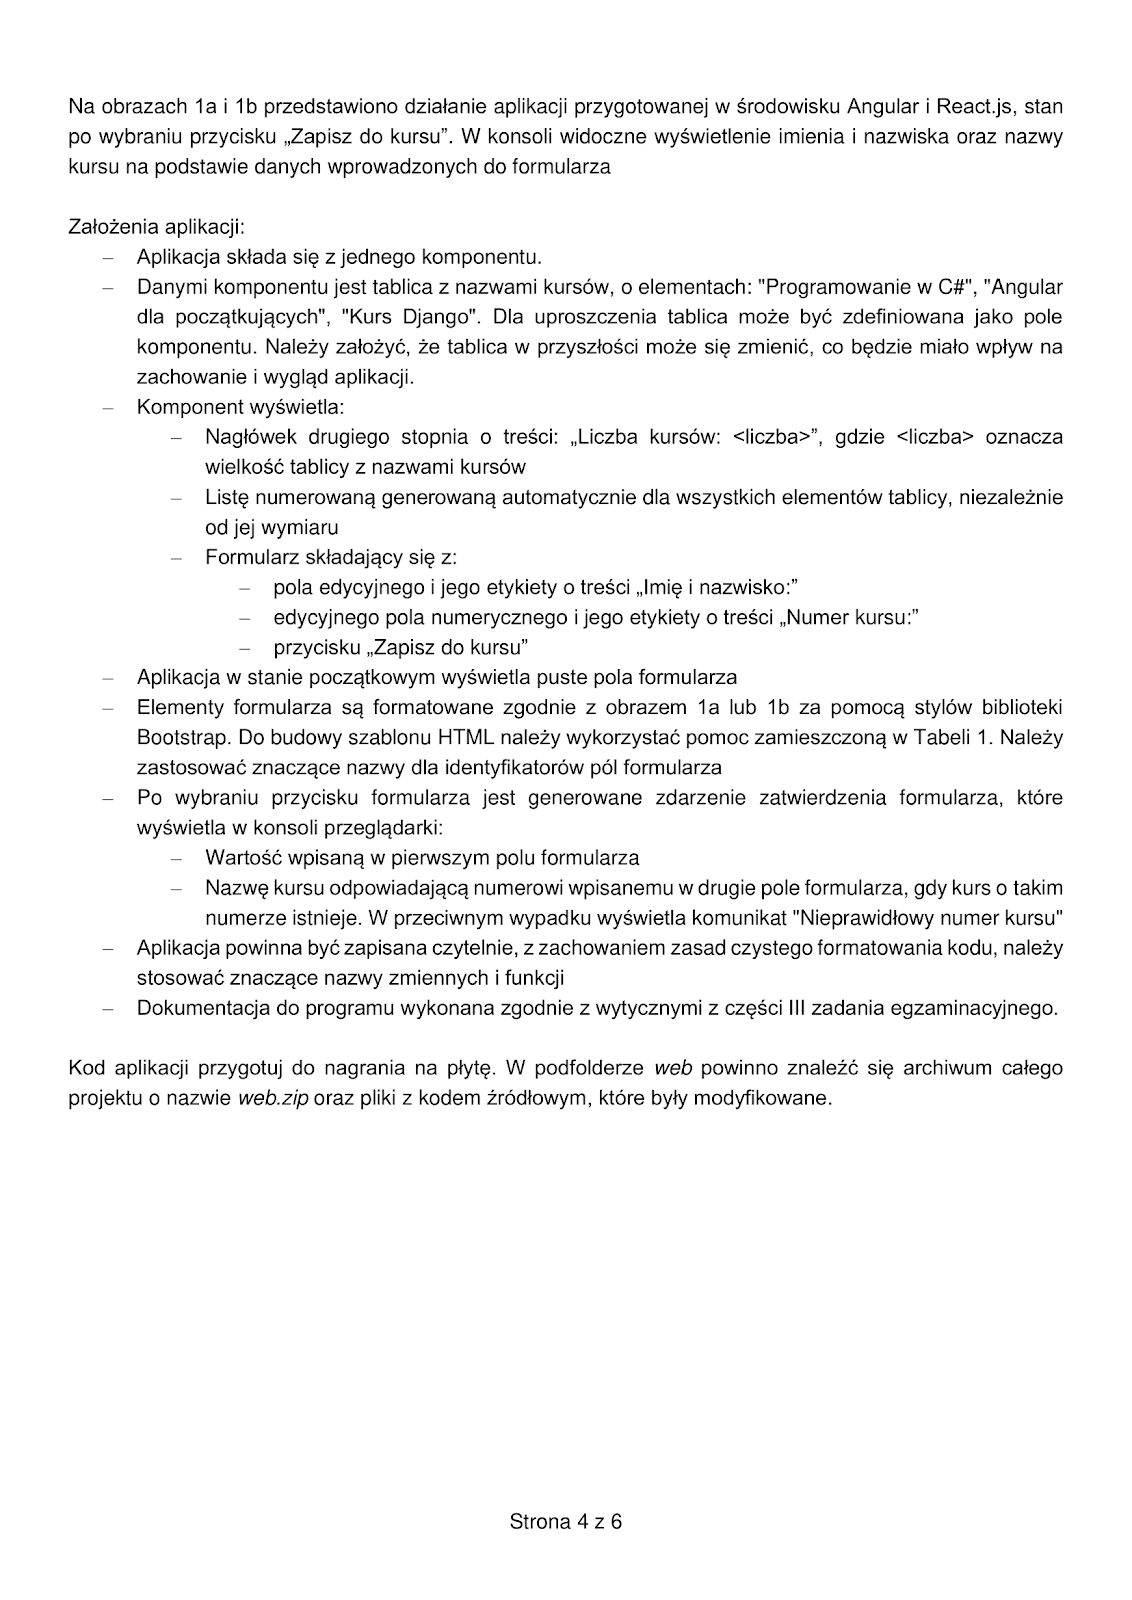 Na obrazach 1a i 1b przedstawiono działanie aplikacji przygotowanej w środowisku Angular i React.js, stan
po wybraniu przycisku „Zapisz do kursu”. W konsoli widoczne wyświetlenie imienia i nazwiska oraz nazwy
kursu na podstawie danych wprowadzonych do formularza
Założenia aplikacji:
– Aplikacja składa się z jednego komponentu.
– Danymi komponentu jest tablica z nazwami kursów, o elementach: "Programowanie w C#", "Angular
dla początkujących", "Kurs Django". Dla uproszczenia tablica może być zdefiniowana jako pole
komponentu. Należy założyć, że tablica w przyszłości może się zmienić, co będzie miało wpływ na
zachowanie i wygląd aplikacji.
– Komponent wyświetla:
– Nagłówek drugiego stopnia o treści: „Liczba kursów: <liczba>”, gdzie <liczba> oznacza
wielkość tablicy z nazwami kursów
– Listę numerowaną generowaną automatycznie dla wszystkich elementów tablicy, niezależnie
od jej wymiaru
– Formularz składający się z:
– pola edycyjnego i jego etykiety o treści „Imię i nazwisko:”
– edycyjnego pola numerycznego i jego etykiety o treści „Numer kursu:”
– przycisku „Zapisz do kursu”
– Aplikacja w stanie początkowym wyświetla puste pola formularza
– Elementy formularza są formatowane zgodnie z obrazem 1a lub 1b za pomocą stylów biblioteki
Bootstrap. Do budowy szablonu HTML należy wykorzystać pomoc zamieszczoną w Tabeli 1. Należy
zastosować znaczące nazwy dla identyfikatorów pól formularza
– Po wybraniu przycisku formularza jest generowane zdarzenie zatwierdzenia formularza, które
wyświetla w konsoli przeglądarki:
– Wartość wpisaną w pierwszym polu formularza
– Nazwę kursu odpowiadającą numerowi wpisanemu w drugie pole formularza, gdy kurs o takim
numerze istnieje. W przeciwnym wypadku wyświetla komunikat "Nieprawidłowy numer kursu"
– Aplikacja powinna być zapisana czytelnie, z zachowaniem zasad czystego formatowania kodu, należy
stosować znaczące nazwy zmiennych i funkcji
– Dokumentacja do programu wykonana zgodnie z wytycznymi z części III zadania egzaminacyjnego.
Kod aplikacji przygotuj do nagrania na płytę. W podfolderze web powinno znaleźć się archiwum całego
projektu o nazwie web.zip oraz pliki z kodem źródłowym, które były modyfikowane.
Strona 4 z 6